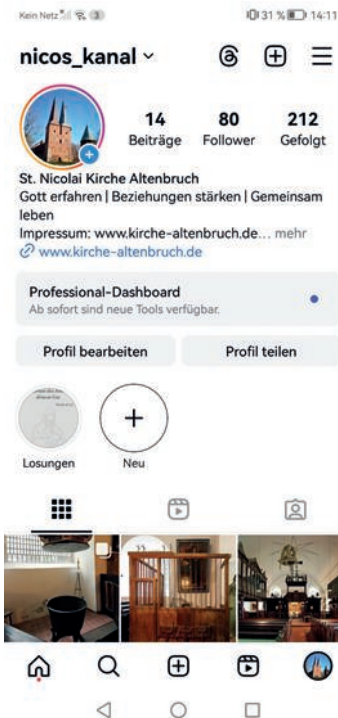 Kein Netz 31 % 14:11
nicos_kanal
14 80 212
Beiträge Follower Gefolgt
St. Nicolai Kirche Altenbruch
Gott erfahren | Beziehungen stärken | Gemeinsam
leben
Impressum: www.kirche-altenbruch.de... mehr
www.kirche-altenbruch.de
Professional-Dashboard
Ab sofort sind neue Tools verfügbar.
Profil bearbeiten Profil teilen
Losungen Neu